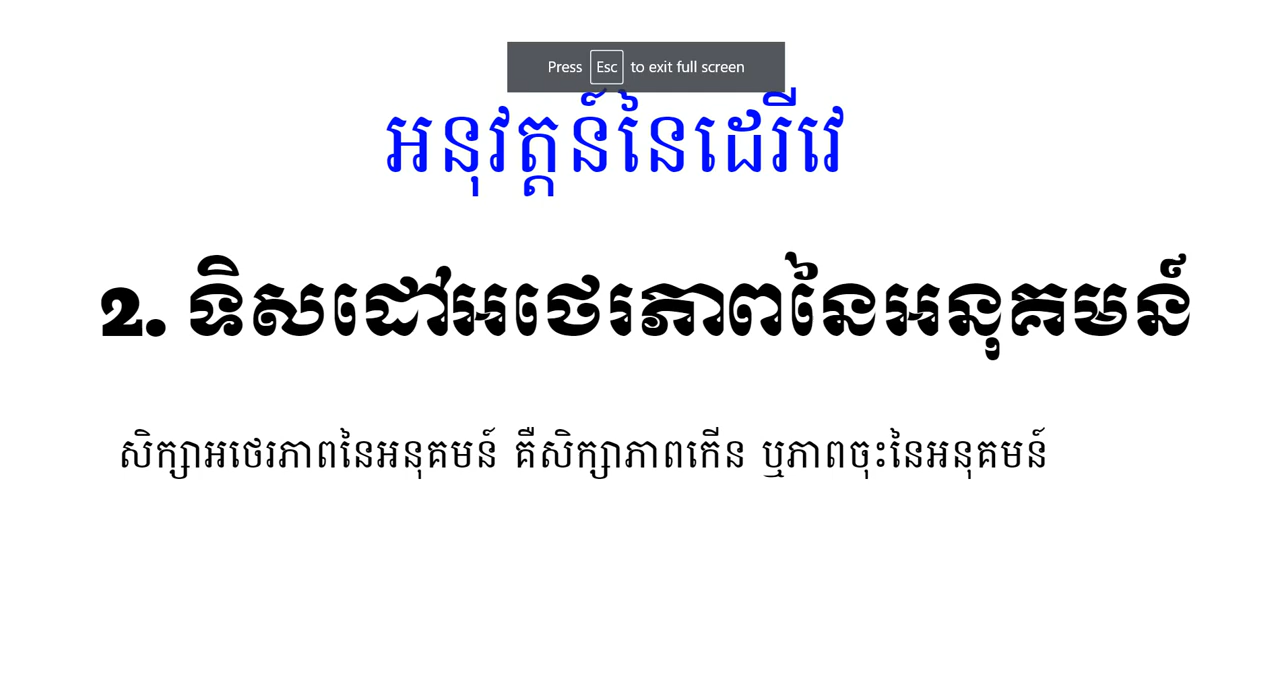 Press Esc to exit full screen
អនុវត្តន៍នៃដេរីវេ
2. ទិសដៅអថេរភាពនៃអនុគមន៍
សិក្សាអថេរភាពនៃអនុគមន៍ គឺសិក្សាភាពកើន ឬភាពចុះនៃអនុគមន៍